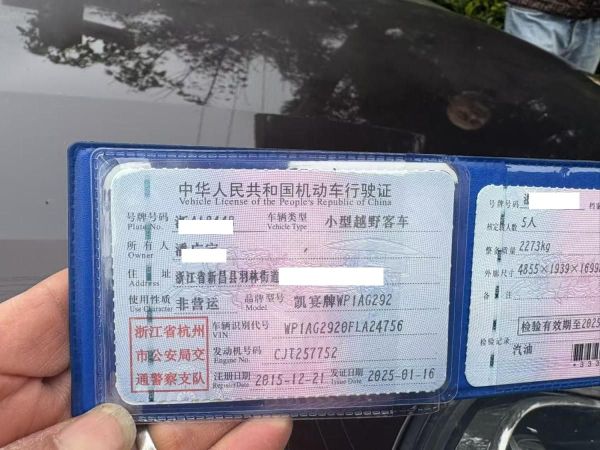 中华人民共和国机动车行驶证
Vehicle License of the People's Republic of China
号牌号码
Plate No.
车辆类型 小型越野客车
Vehicle Type
所有人
Owner
住址 浙江省新昌县羽林街道
Address
使用性质 非营运 品牌型号 凯宴牌WP1AG292
Use Character Model
浙江省杭州
市公安局交
通警察支队
车辆识别代号 WP1AG2920FLA24756
VIN
发动机号码 CJT257752
Engine No.
注册日期 2015-12-21 发证日期 2025-01-16
Register Date Issue Date
号牌号码
核定载人数 5人
整备质量 2273kg
外廓尺寸 4855×1939×1699
备注
检验有效期至2025
检验记录
汽油